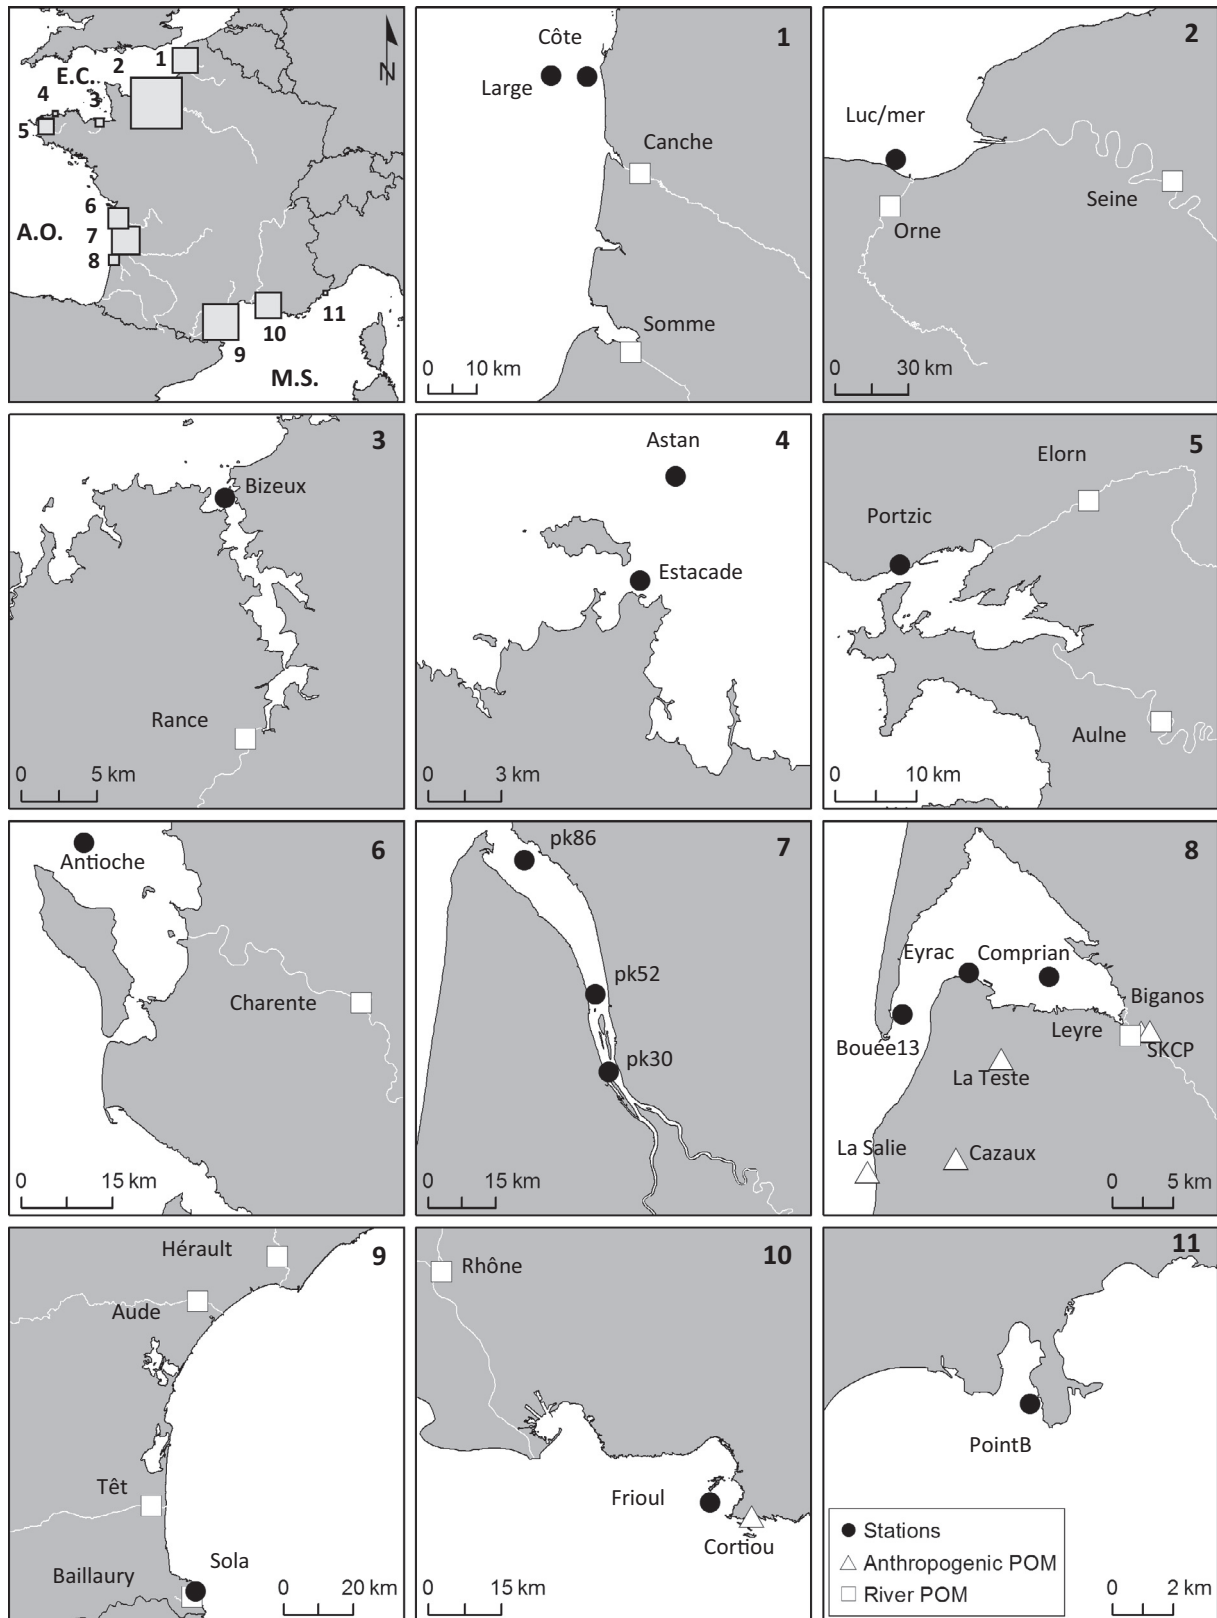 N
1
2
E.C.
4
3
5
6
A.O.
7
8
11
10
9
M.S.
1
Côte
Large
Canche
Somme
0 10 km
2
Luc/mer
Seine
Orne
0 30 km
3
Bizeux
Rance
0 5 km
4
Astan
Estacade
0 3 km
5
Elorn
Portzic
Aulne
0 10 km
6
Antioche
Charente
0 15 km
7
pk86
pk52
pk30
0 15 km
8
Eyrac Comprian
Biganos
Leyre
Bouée13
SKCP
La Teste
La Salie
Cazaux
0 5 km
9
Hérault
Aude
Têt
Sola
Baillaury
0 20 km
10
Rhône
Frioul
Cortiou
0 15 km
11
PointB
Stations
Anthropogenic POM
River POM
0 2 km